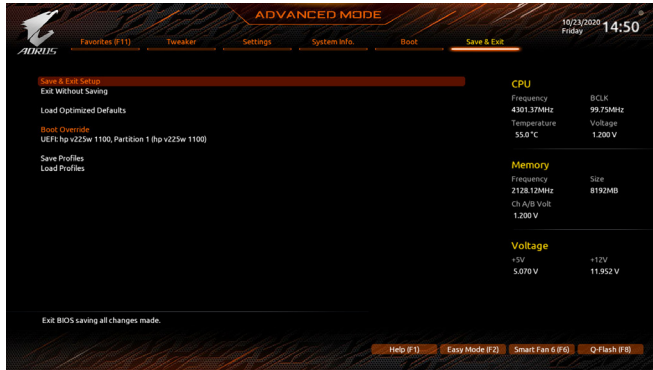 ADVANCED MODE
10/23/2020 14:50
Friday
AORUS
Favorites (F11) Tweaker Settings System Info. Boot Save & Exit
Save & Exit Setup
Exit Without Saving
Load Optimized Defaults
Boot Override
UEFI: hp v225w 1100, Partition 1 (hp v225w 1100)
Save Profiles
Load Profiles
CPU
Frequency BCLK
4301.37MHz 99.75MHz
Temperature Voltage
55.0 °C 1.200 V
Memory
Frequency Size
2128.12MHz 8192MB
Ch A/B Volt
1.200 V
Voltage
+5V +12V
5.070 V 11.952 V
Exit BIOS saving all changes made.
Help (F1) Easy Mode (F2) Smart Fan 6 (F6) Q-Flash (F8)